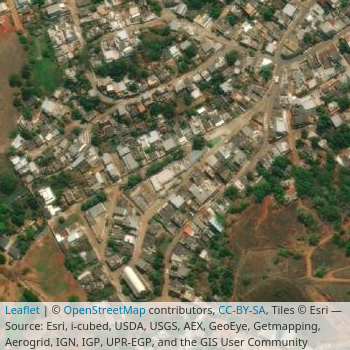 Leaflet | © OpenStreetMap contributors, CC-BY-SA, Tiles © Esri —
Source: Esri, i-cubed, USDA, USGS, AEX, GeoEye, Getmapping,
Aerogrid, IGN, IGP, UPR-EGP, and the GIS User Community